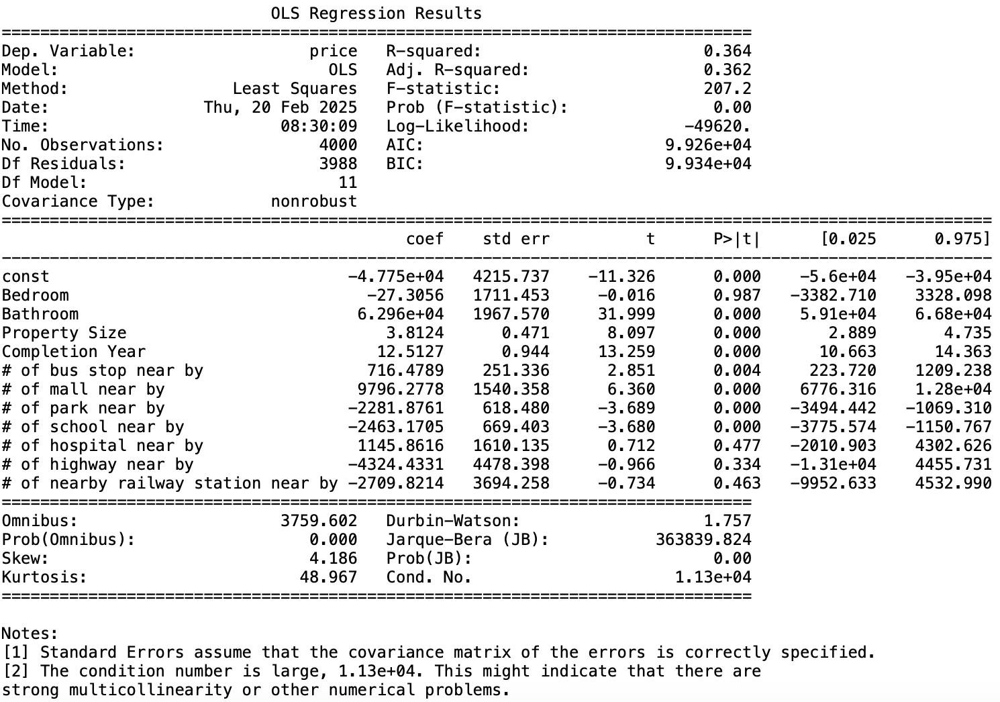 OLS Regression Results
==============================================================================
Dep. Variable: price R-squared: 0.364
Model: OLS Adj. R-squared: 0.362
Method: Least Squares F-statistic: 207.2
Date: Thu, 20 Feb 2025 Prob (F-statistic): 0.00
Time: 08:30:09 Log-Likelihood: -49620.
No. Observations: 4000 AIC: 9.926e+04
Df Residuals: 3988 BIC: 9.934e+04
Df Model: 11
Covariance Type: nonrobust
=======================================================================================================
coef std err t P>|t| [0.025 0.975]
-------------------------------------------------------------------------------------------------------
const -4.775e+04 4215.737 -11.326 0.000 -5.6e+04 -3.95e+04
Bedroom -27.3056 1711.453 -0.016 0.987 -3382.710 3328.098
Bathroom 6.296e+04 1967.570 31.999 0.000 5.91e+04 6.68e+04
Property Size 3.8124 0.471 8.097 0.000 2.889 4.735
Completion Year 12.5127 0.944 13.259 0.000 10.663 14.363
# of bus stop near by 716.4789 251.336 2.851 0.004 223.720 1209.238
# of mall near by 9796.2778 1540.358 6.360 0.000 6776.316 1.28e+04
# of park near by -2281.8761 618.480 -3.689 0.000 -3494.442 -1069.310
# of school near by -2463.1705 669.403 -3.680 0.000 -3775.574 -1150.767
# of hospital near by 1145.8616 1610.135 0.712 0.477 -2010.903 4302.626
# of highway near by -4324.4331 4478.398 -0.966 0.334 -1.31e+04 4455.731
# of nearby railway station near by -2709.8214 3694.258 -0.734 0.463 -9952.633 4532.990
==============================================================================
Omnibus: 3759.602 Durbin-Watson: 1.757
Prob(Omnibus): 0.000 Jarque-Bera (JB): 363839.824
Skew: 4.186 Prob(JB): 0.00
Kurtosis: 48.967 Cond. No. 1.13e+04
==============================================================================
Notes:
[1] Standard Errors assume that the covariance matrix of the errors is correctly specified.
[2] The condition number is large, 1.13e+04. This might indicate that there are
strong multicollinearity or other numerical problems.